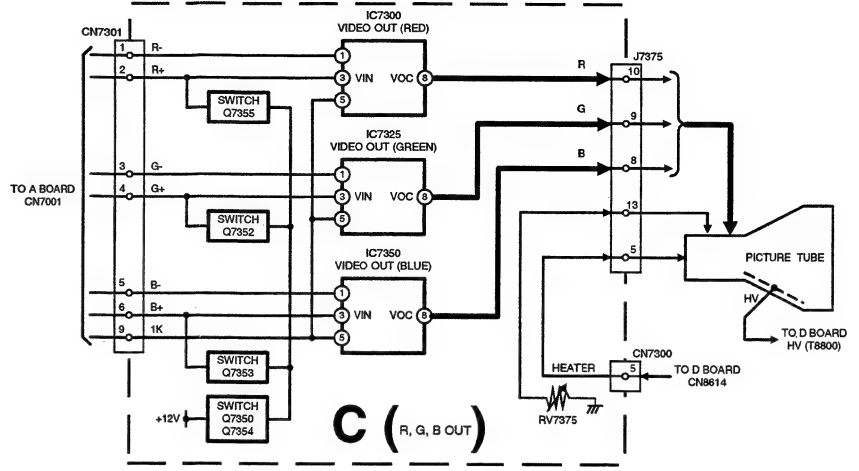 IC7300
VIDEO OUT (RED)
CN7301
J7375
1 R-
2 R+
1
3 VIN VOC 8
5
R
10
SWITCH
Q7355
G
9
IC7325
VIDEO OUT (GREEN)
B
8
3 G-
4 G+
1
3 VIN VOC 8
5
TO A BOARD
CN7001
13
SWITCH
Q7352
5
PICTURE TUBE
IC7350
VIDEO OUT (BLUE)
HV
5 B-
6 B+
9 1K
1
3 VIN VOC 8
5
TO D BOARD
HV (T8800)
CN7300
SWITCH
Q7353
HEATER
5
TO D BOARD
CN8614
+12V
SWITCH
Q7350
Q7354
C ( R, G, B OUT )
RV7375